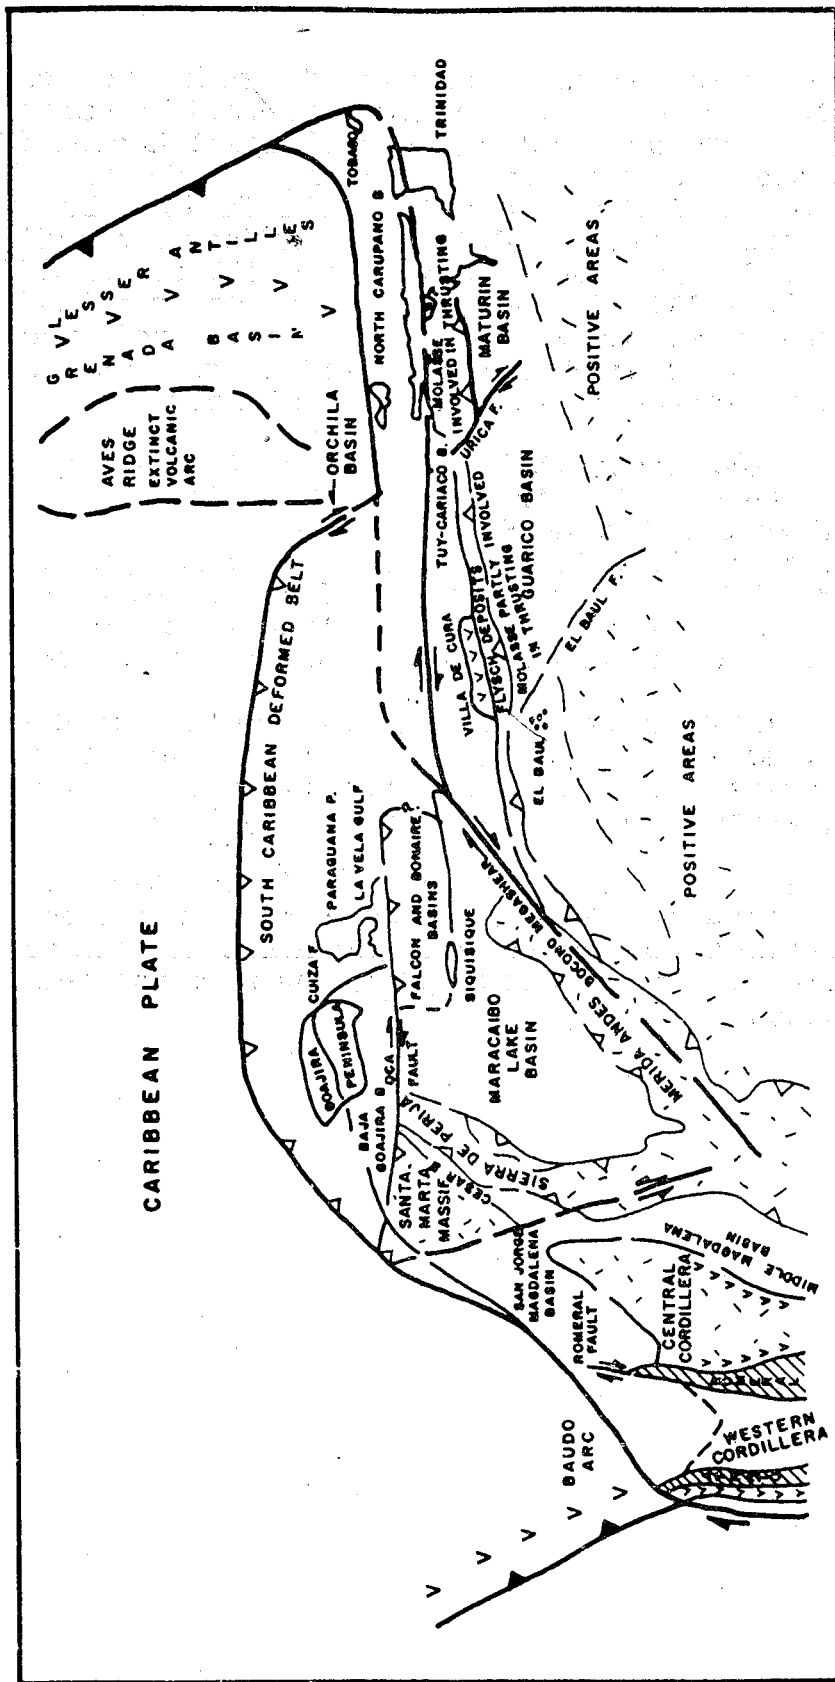 CARIBBEAN PLATE
SOUTH CARIBBEAN DEFORMED BELT
AVES
RIDGE
EXTINCT
VOLCANIC
ARC
GRENADA
BASIN
LESSER
ANTILLES
ORCHILA
BASIN
TOBAGO
NORTH CARUPANO B
TRINIDAD
CUIZA F.
GOAJIRA
PENINSULA
PARAGUANA P.
LA VELA GULF
BAJA
GOAJIRA B
OCA
FAULT
FALCON AND BONAIRE
BASINS
?
SIQUISIQUE
TUY-CARIACO B.
MOLASSE
INVOLVED IN THRUSTING
URICA F.
MATURIN
BASIN
VILLA DE CURA
FLYSCH DEPOSITS
MOLASSE PARTLY INVOLVED
IN THRUSTING
GUARICO BASIN
EL BAUL
EL BAUL F.
POSITIVE AREAS
POSITIVE AREAS
BOCONO MEGASHEAR
MERIDA ANDES
MARACAIBO
LAKE
BASIN
SIERRA DE PERIJA
CESAR B
SANTA
MARTA
MASSIF
SAN JORGE
MAGDALENA
BASIN
MIDDLE MAGDALENA
BASIN
ROMERAL
FAULT
CENTRAL
CORDILLERA
BAUDO
ARC
WESTERN
CORDILLERA